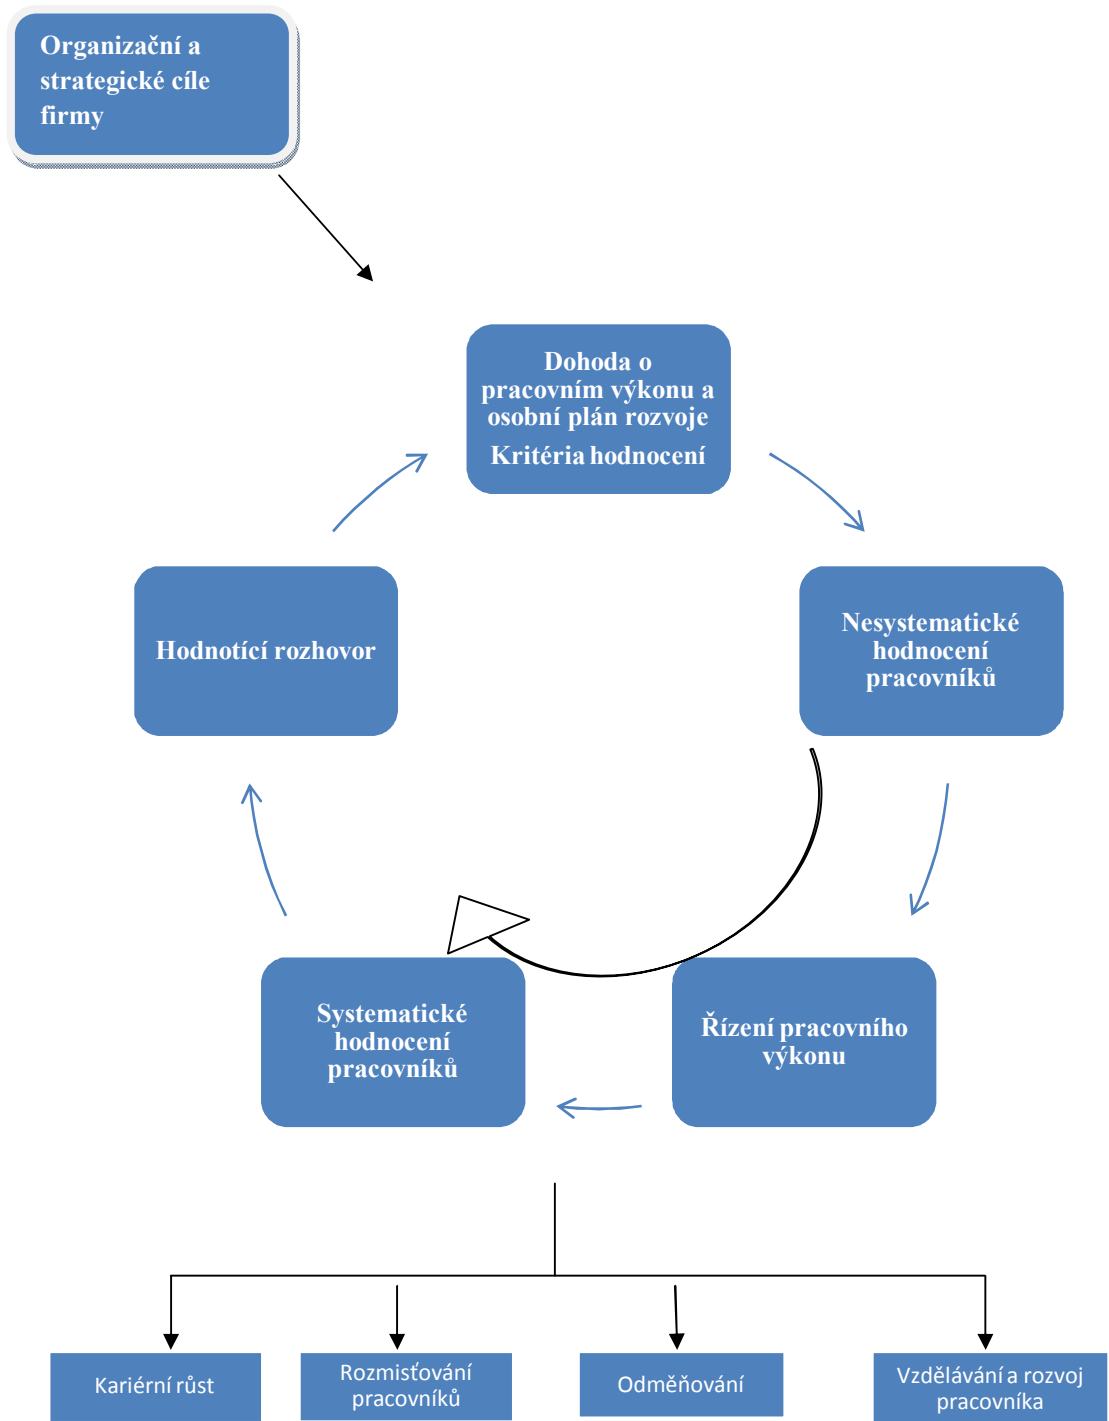 Organizační a
strategické cíle
firmy
Dohoda o
pracovním výkonu a
osobní plán rozvoje
Kritéria hodnocení
Hodnotící rozhovor
Nesystematické
hodnocení
pracovníků
Systematické
hodnocení
pracovníků
Řízení pracovního
výkonu
Kariérní růst
Rozmisťování
pracovníků
Odměňování
Vzdělávání a rozvoj
pracovníka